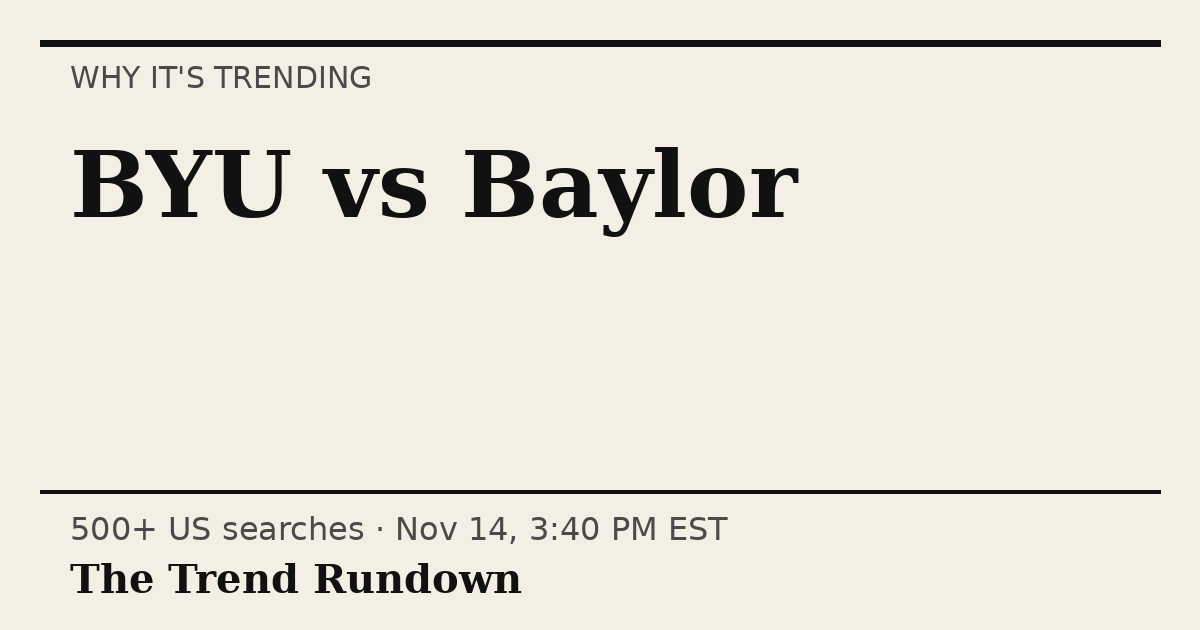 WHY IT'S TRENDING
BYU vs Baylor
500+ US searches · Nov 14, 3:40 PM EST
The Trend Rundown